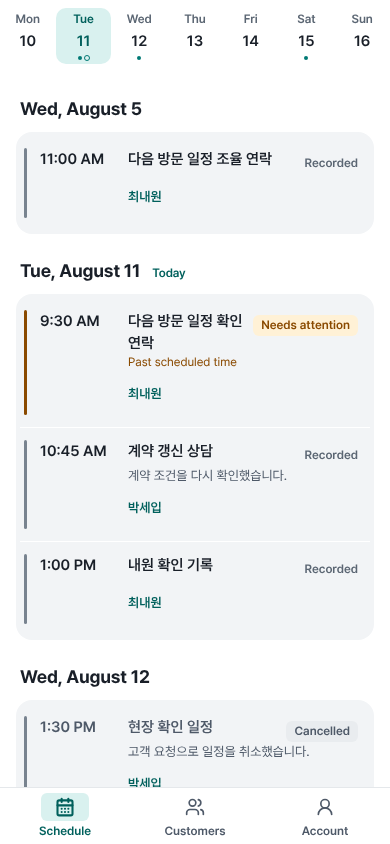 Mon Tue Wed Thu Fri Sat Sun
10 11 12 13 14 15 16
Wed, August 5
11:00 AM 다음 방문 일정 조율 연락 Recorded
최내원
Tue, August 11 Today
9:30 AM 다음 방문 일정 확인 Needs attention
연락
Past scheduled time
최내원
10:45 AM 계약 갱신 상담 Recorded
계약 조건을 다시 확인했습니다.
박세입
1:00 PM 내원 확인 기록 Recorded
최내원
Wed, August 12
1:30 PM 현장 확인 일정 Cancelled
고객 요청으로 일정을 취소했습니다.
박세입
Schedule Customers Account